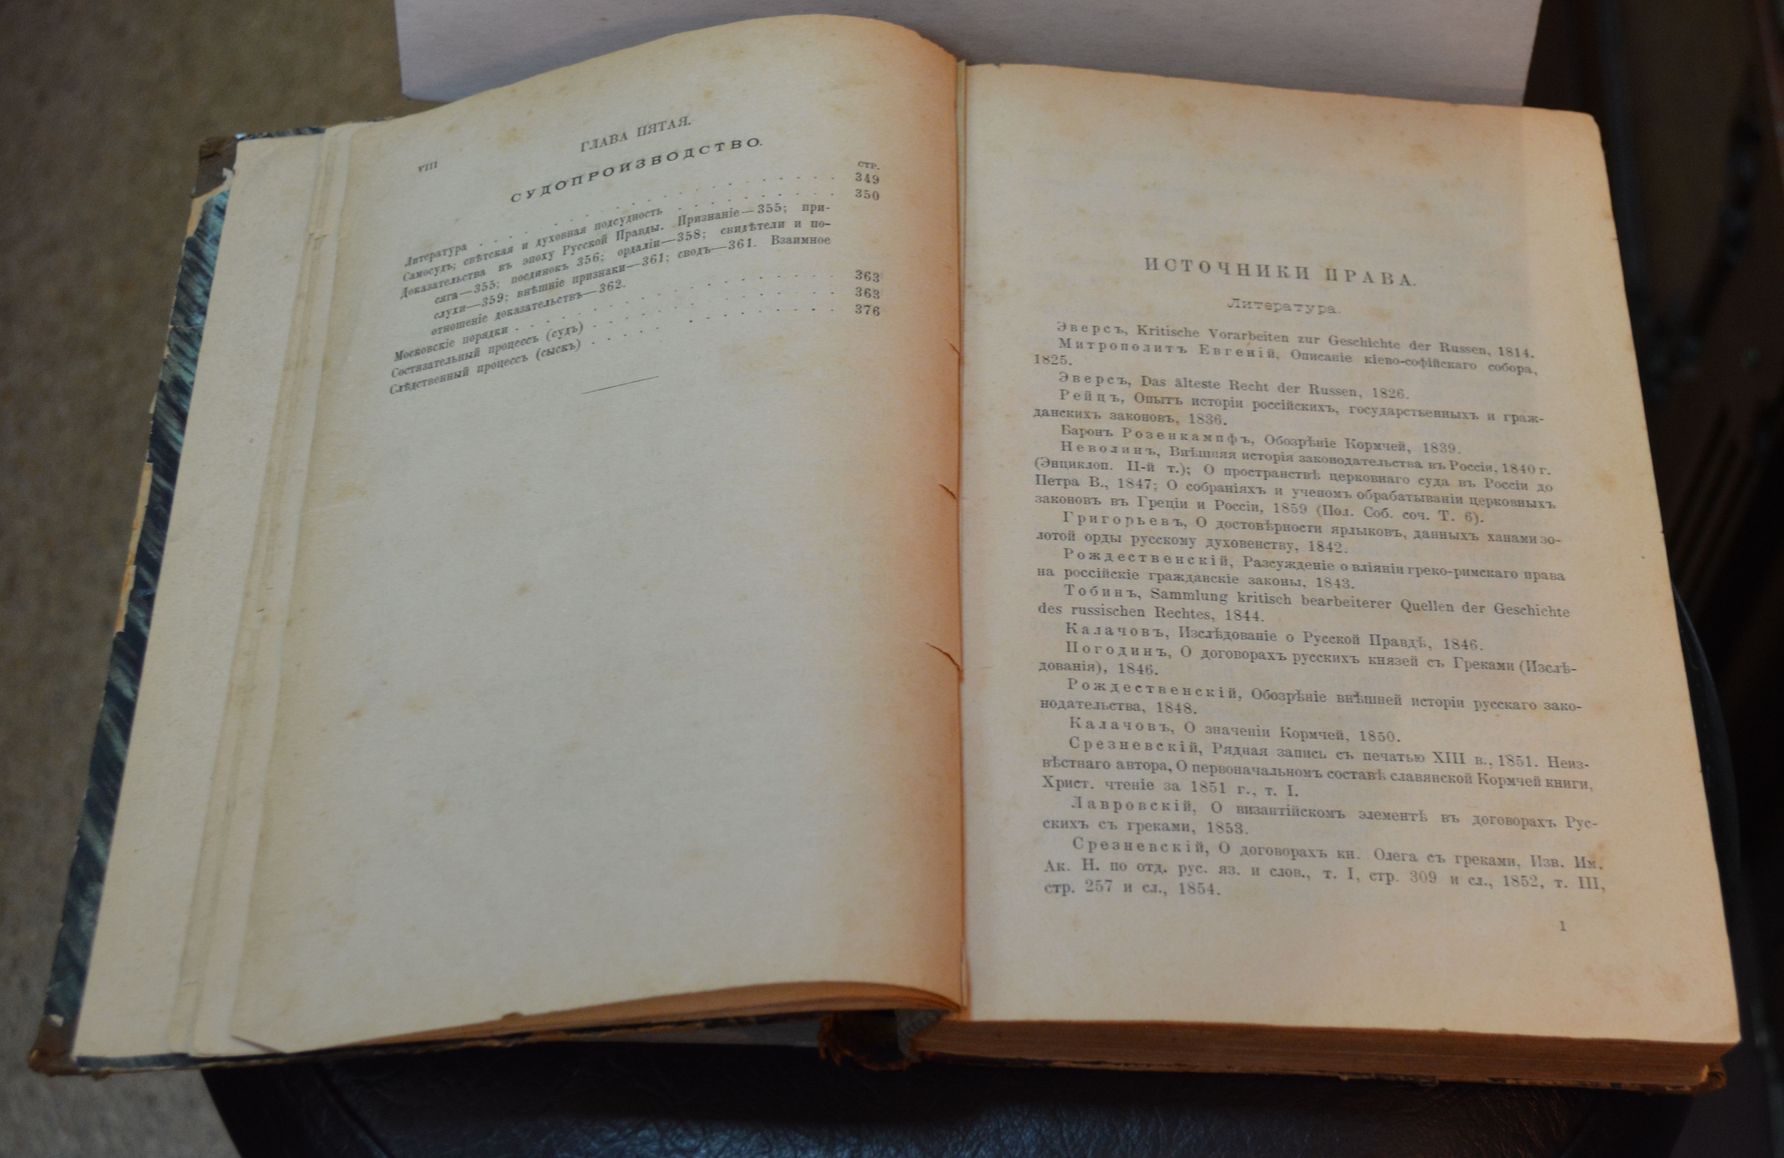 VIII
ГЛАВА ПЯТАЯ.
СУДОПРОИЗВОДСТВО.
СТР.
Литература . . . . . . . . . . . . . . . 349
Самосудъ; свѣтская и духовная подсудность . . . . . . . . 350
Доказательства въ эпоху Русской Правды. Признаніе—355; при-
сяга—355; поединокъ 356; ордаліи—358; свидѣтели и по-
слухи—359; внѣшніе признаки—361; сводъ—361. Взаимное
отношеніе доказательствъ—362.
Московскіе порядки . . . . . . . . . . . . . 363
Состязательный процессъ (судъ) . . . . . . . . . . 363
Слѣдственный процессъ (сыскъ) . . . . . . . . . . 376
ИСТОЧНИКИ ПРАВА.
Литература.
Эверсъ, Kritische Vorarbeiten zur Geschichte der Russen, 1814.
Митрополитъ Евгеній, Описаніе кіево-софійскаго собора,
1825.
Эверсъ, Das älteste Recht der Russen, 1826.
Рейцъ, Опытъ исторіи россійскихъ, государственныхъ и граж-
данскихъ законовъ, 1836.
Баронъ Розенкампфъ, Обозрѣніе Кормчей, 1839.
Неволинъ, Внѣшняя исторія законодательства въ Россіи, 1840 г.
(Энциклоп. II-й т.); О пространствѣ церковнаго суда въ Россіи до
Петра В., 1847; О собраніяхъ и ученомъ обрабатываніи церковныхъ
законовъ въ Греціи и Россіи, 1859 (Пол. Соб. соч. Т. 6).
Григорьевъ, О достовѣрности ярлыковъ, данныхъ ханами зо-
лотой орды русскому духовенству, 1842.
Рождественскій, Разсужденіе о вліяніи греко-римскаго права
на россійскіе гражданскіе законы, 1843.
Тобинъ, Sammlung kritisch bearbeiterer Quellen der Geschichte
des russischen Rechtes, 1844.
Калачовъ, Изслѣдованіе о Русской Правдѣ, 1846.
Погодинъ, О договорахъ русскихъ князей съ Греками (Изслѣ-
дованія), 1846.
Рождественскій, Обозрѣніе внѣшней исторіи русскаго зако-
нодательства, 1848.
Калачовъ, О значеніи Кормчей, 1850.
Срезневскій, Рядная запись съ печатью XIII в., 1851. Неиз-
вѣстнаго автора, О первоначальномъ составѣ славянской Кормчей книги,
Христ. чтеніе за 1851 г., т. I.
Лавровскій, О византійскомъ элементѣ въ договорахъ Рус-
скихъ съ греками, 1853.
Срезневскій, О договорахъ кн. Олега съ греками, Изв. Им.
Ак. Н. по отд. рус. яз. и слов., т. I, стр. 309 и сл., 1852, т. III,
стр. 257 и сл., 1854.
1